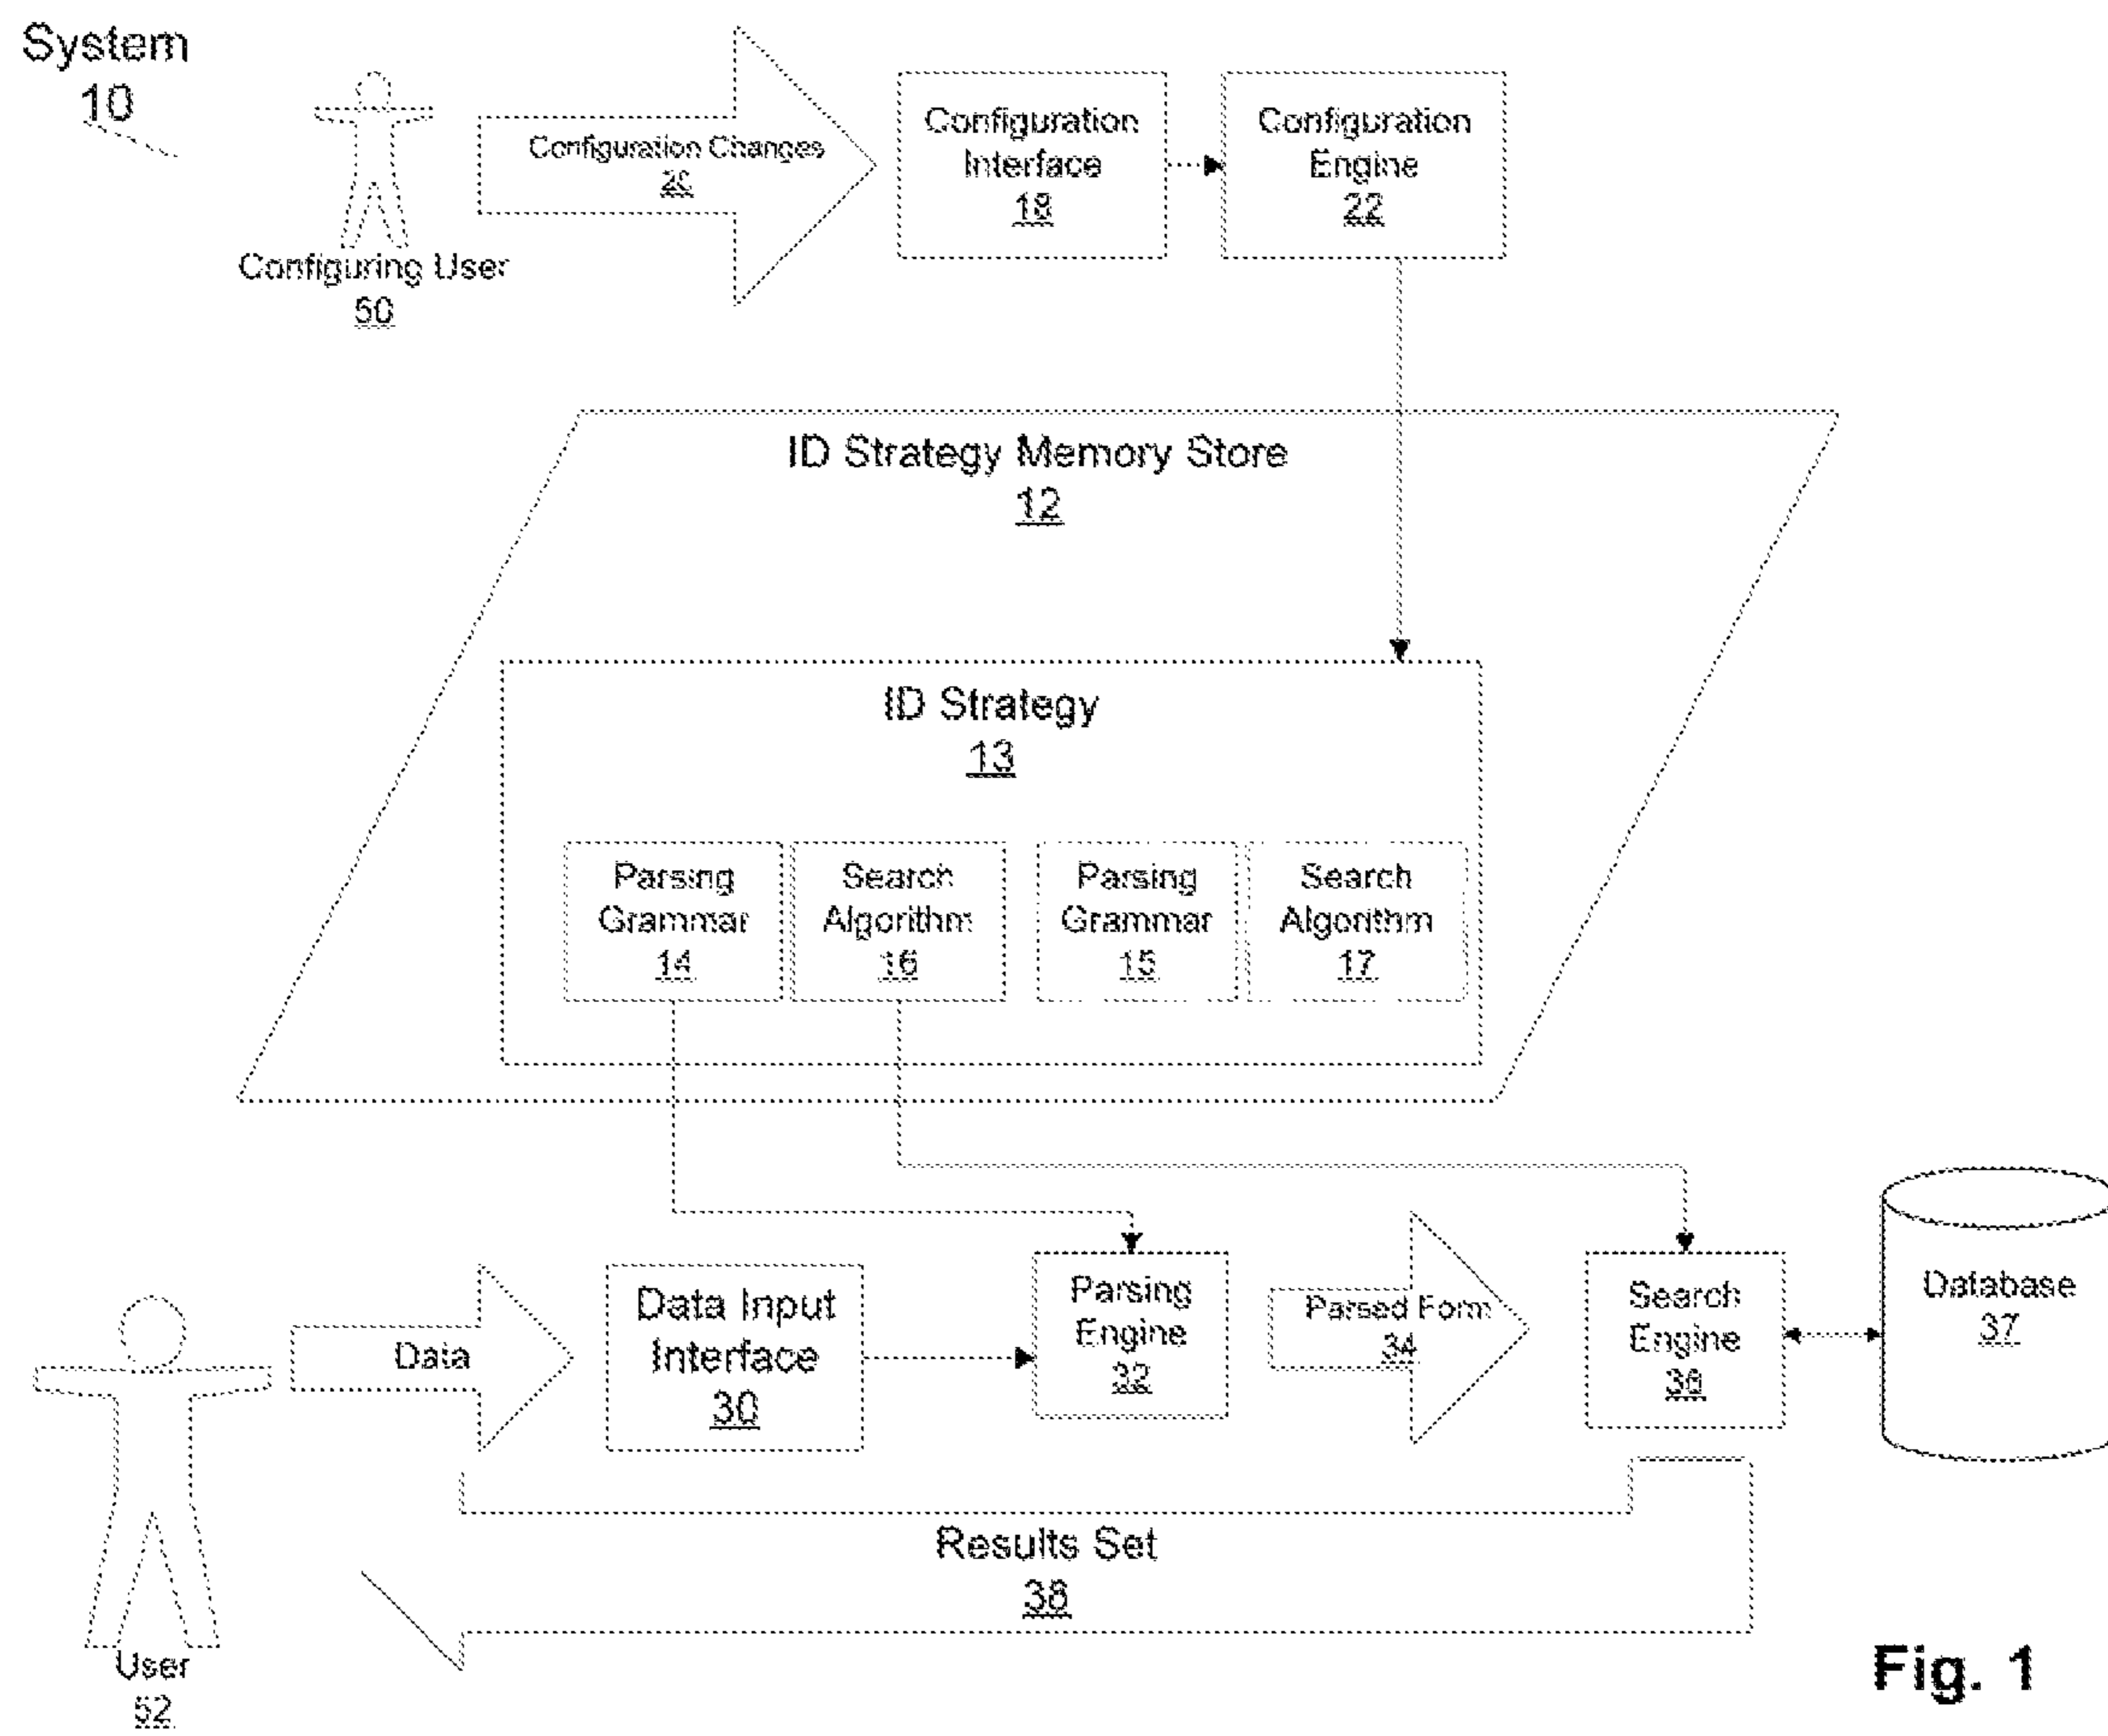 System
10
Configuring User
50
Configuration Changes
20
Configuration
Interface
18
Configuration
Engine
22
ID Strategy Memory Store
12
ID Strategy
13
Parsing
Grammar
14
Search
Algorithm
16
Parsing
Grammar
15
Search
Algorithm
17
User
52
Data
Data Input
Interface
30
Parsing
Engine
32
Parsed Form
34
Search
Engine
36
Database
37
Results Set
38
Fig. 1